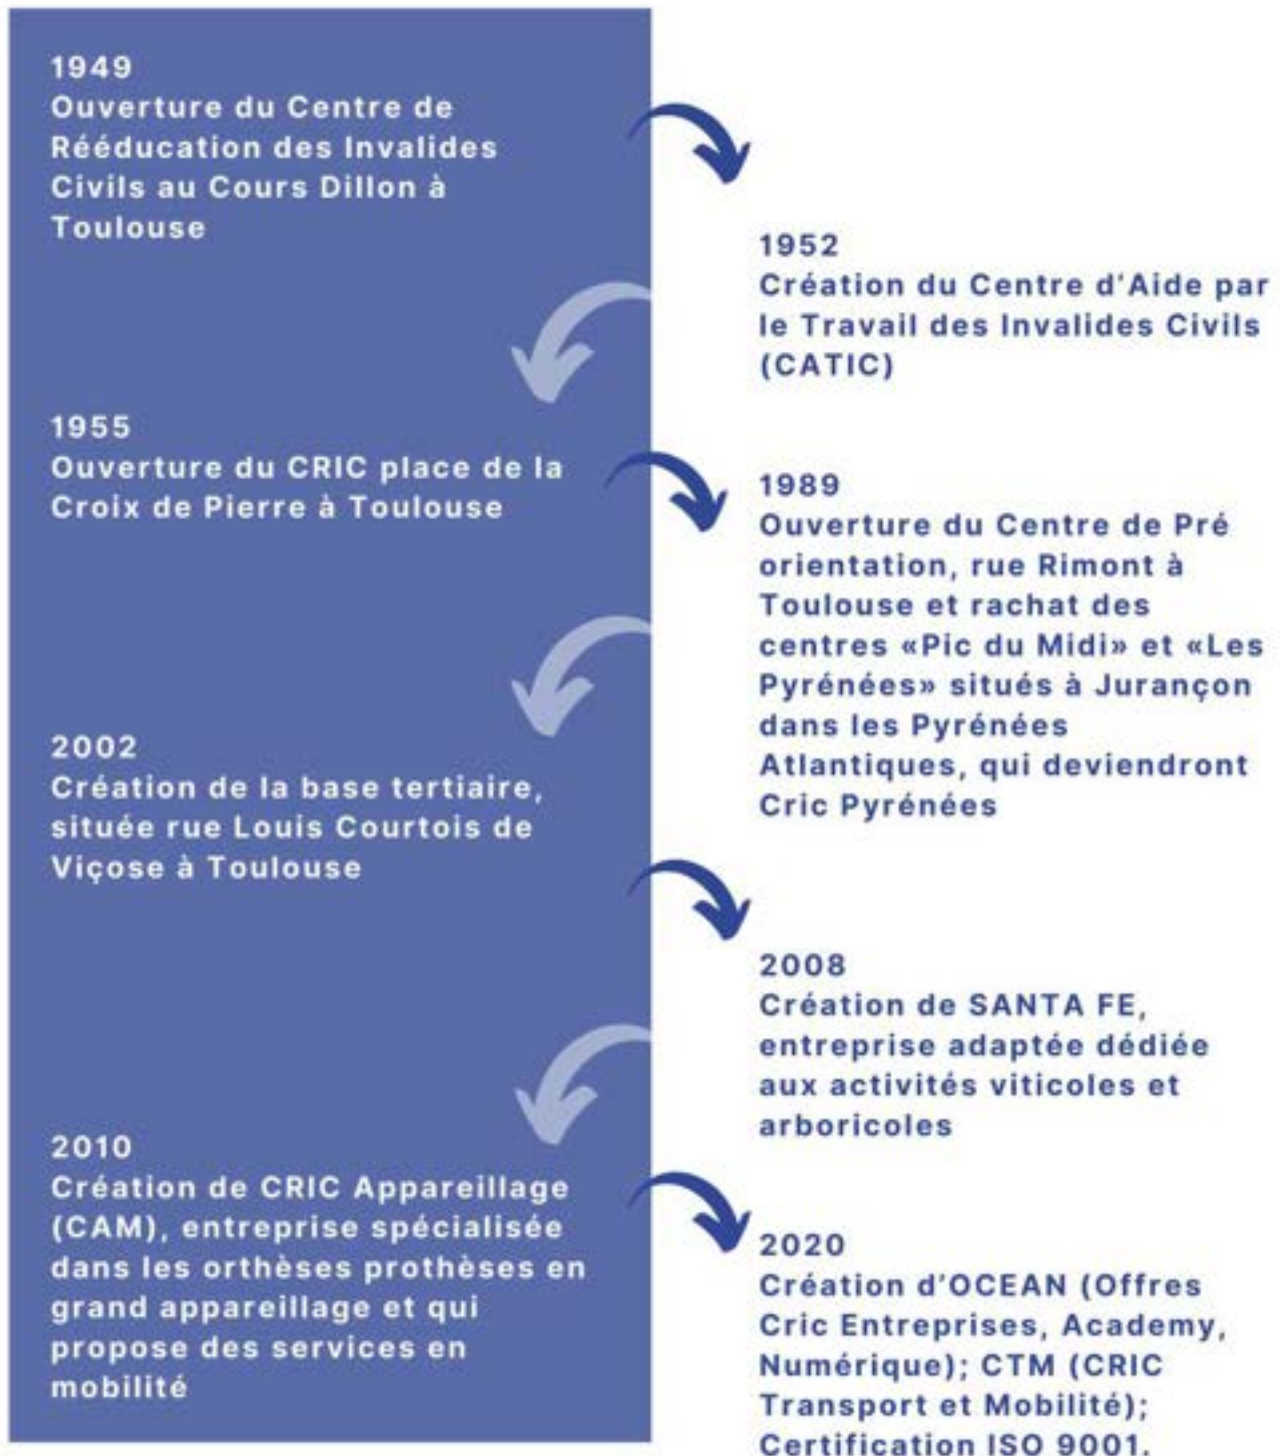 1949
Ouverture du Centre de
Rééducation des Invalides
Civils au Cours Dillon à
Toulouse
1952
Création du Centre d'Aide par
le Travail des Invalides Civils
(CATIC)
1955
Ouverture du CRIC place de la
Croix de Pierre à Toulouse
1989
Ouverture du Centre de Pré
orientation, rue Rimont à
Toulouse et rachat des
centres «Pic du Midi» et «Les
Pyrénées» situés à Jurançon
dans les Pyrénées
Atlantiques, qui deviendront
Cric Pyrénées
2002
Création de la base tertiaire,
située rue Louis Courtois de
Viçose à Toulouse
2008
Création de SANTA FE,
entreprise adaptée dédiée
aux activités viticoles et
arboricoles
2010
Création de CRIC Appareillage
(CAM), entreprise spécialisée
dans les orthèses prothèses en
grand appareillage et qui
propose des services en
mobilité
2020
Création d'OCEAN (Offres
Cric Entreprises, Academy,
Numérique); CTM (CRIC
Transport et Mobilité);
Certification ISO 9001.